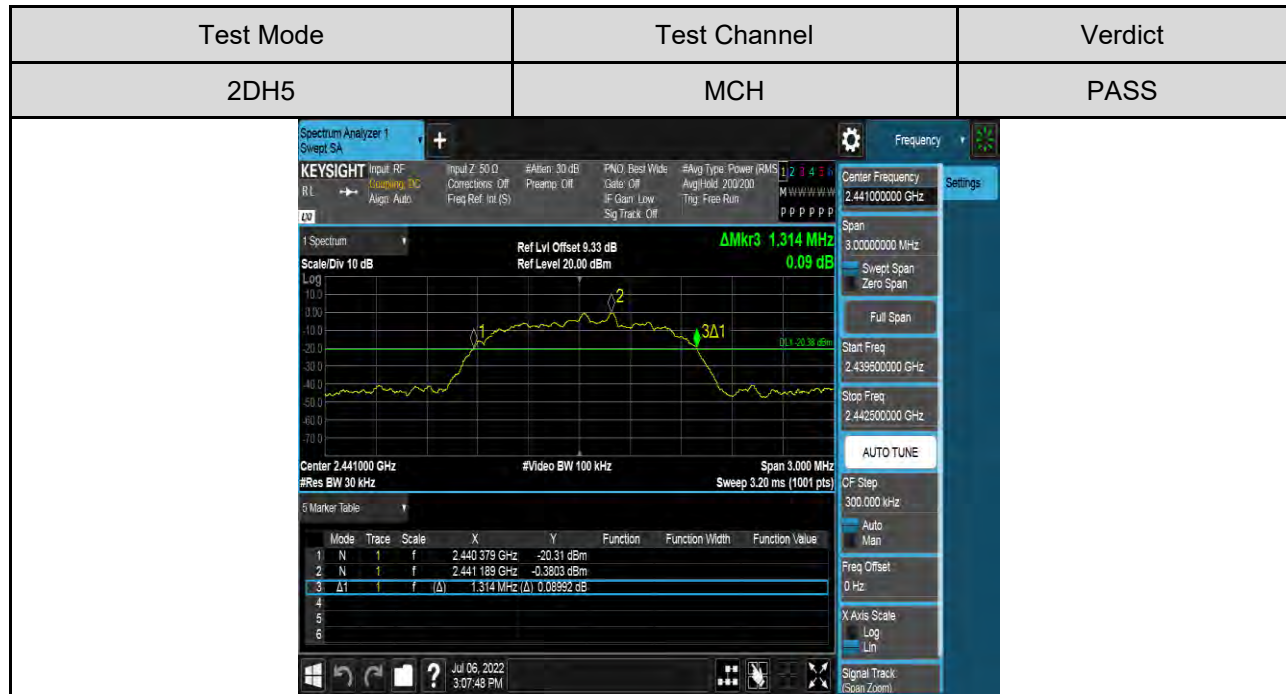 Test Mode Test Channel Verdict
2DH5 MCH PASS
Spectrum Analyzer 1
Swept SA
+
Frequency
KEYSIGHT Input: RF Input Z: 50 Ω #Atten: 30 dB PNO: Best Wide #Avg Type: Power (RMS 1 2 3 4 5 6
RL Coupling: DC Corrections: Off Preamp: Off Gate: Off Avg|Hold: 200/200 M W W W W W
Align: Auto Freq Ref: Int (S) IF Gain: Low Trig: Free Run
LXI Sig Track: Off P P P P P P
Center Frequency
2.441000000 GHz
Settings
1 Spectrum
Ref Lvl Offset 9.33 dB ΔMkr3 1.314 MHz
Scale/Div 10 dB Ref Level 20.00 dBm 0.09 dB
Log
10.0
0.00
-10.0
-20.0
-30.0
-40.0
-50.0
-60.0
-70.0
1
2
3Δ1
DL1 -20.38 dBm
Center 2.441000 GHz #Video BW 100 kHz Span 3.000 MHz
#Res BW 30 kHz Sweep 3.20 ms (1001 pts)
Span
3.00000000 MHz
Swept Span
Zero Span
Full Span
Start Freq
2.439500000 GHz
Stop Freq
2.442500000 GHz
AUTO TUNE
CF Step
300.000 kHz
Auto
Man
Freq Offset
0 Hz
X Axis Scale
Log
Lin
Signal Track
(Span Zoom)
5 Marker Table
Mode Trace Scale X Y Function Function Width Function Value
1 N 1 f 2.440 379 GHz -20.31 dBm
2 N 1 f 2.441 189 GHz -0.3803 dBm
3 Δ1 1 f (Δ) 1.314 MHz (Δ) 0.08992 dB
4
5
6
?
Jul 06, 2022
3:07:48 PM